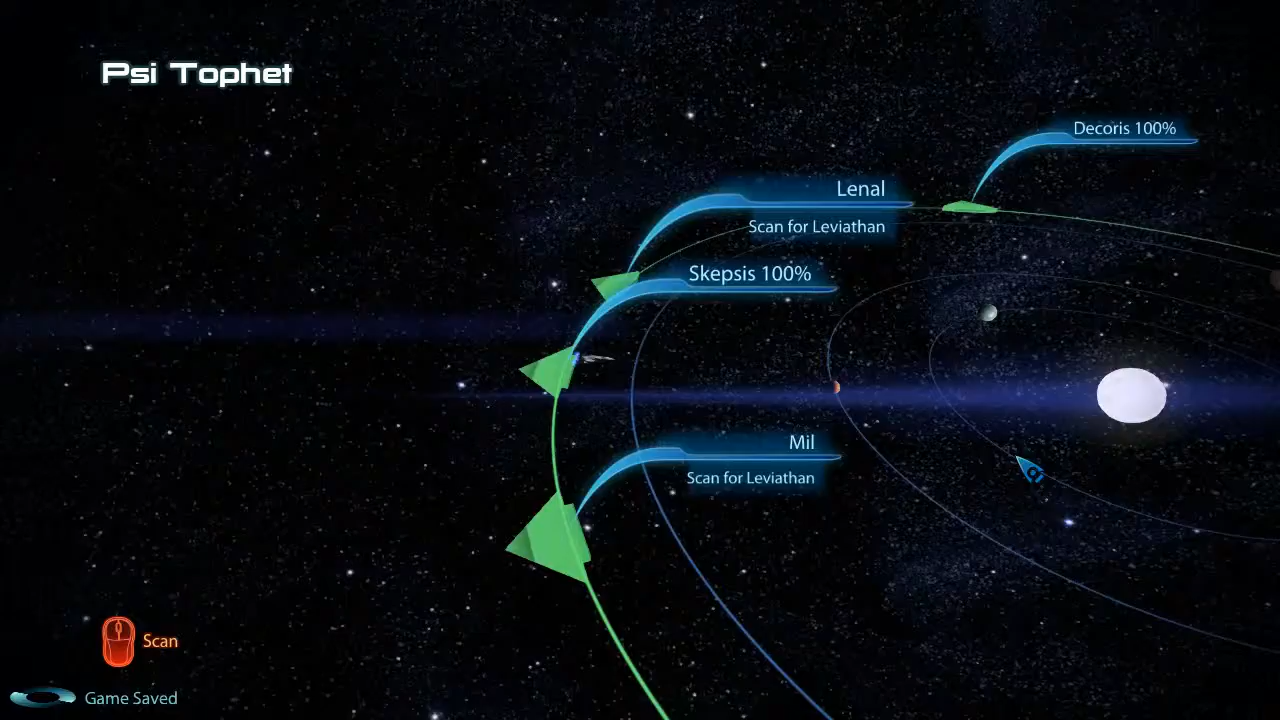 Psi Tophet
Decoris 100%
Lenal
Scan for Leviathan
Skepsis 100%
Mil
Scan for Leviathan
Scan
Game Saved